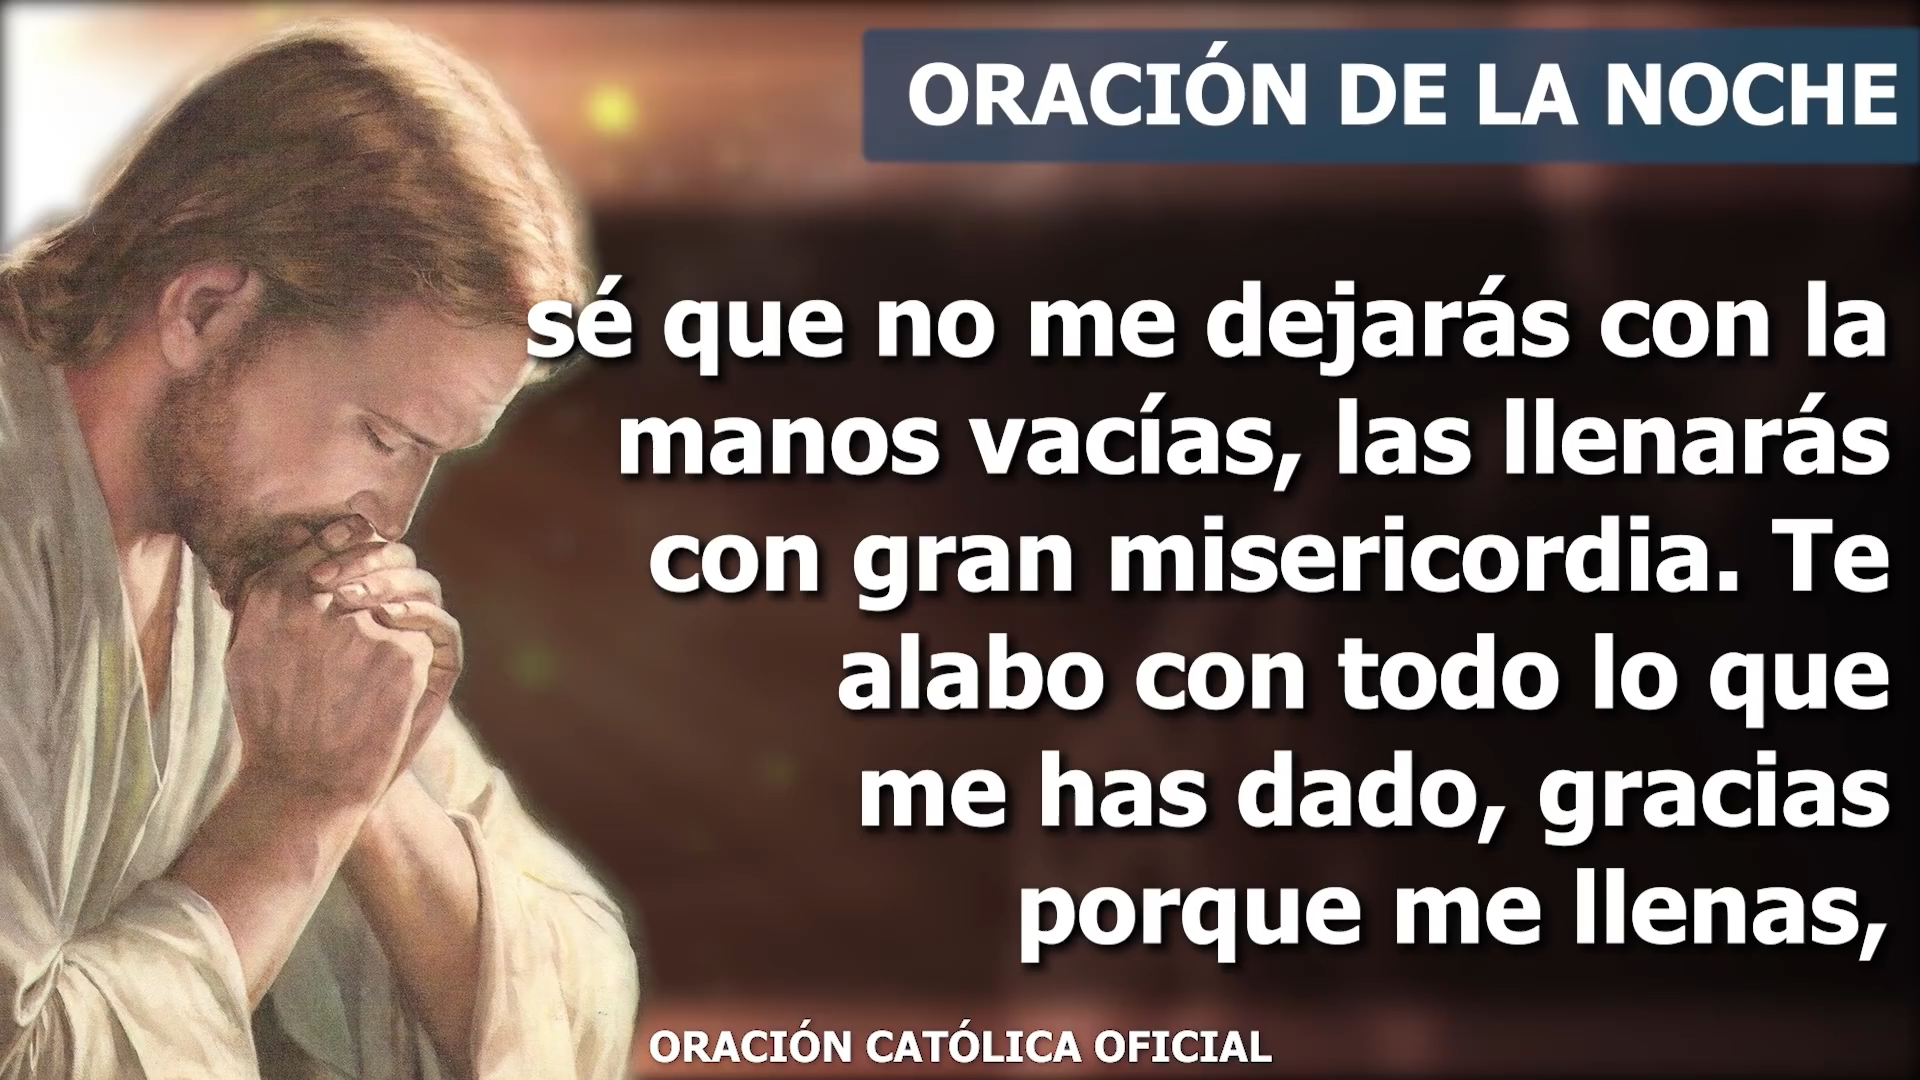 ORACIÓN DE LA NOCHE
sé que no me dejarás con la
manos vacías, las llenarás
con gran misericordia. Te
alabo con todo lo que
me has dado, gracias
porque me llenas,
ORACIÓN CATÓLICA OFICIAL